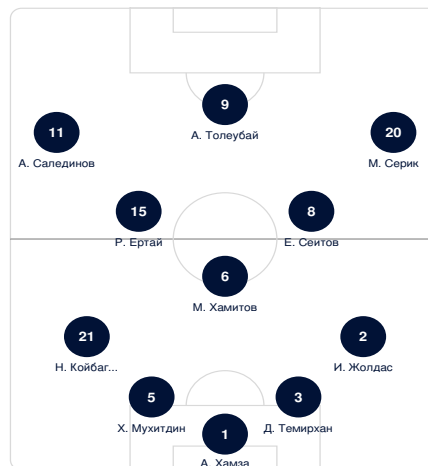 9
А. Толеубай
11
А. Салединов
20
М. Серик
15
Р. Ертай
8
Е. Сеитов
6
М. Хамитов
21
Н. Койбаг...
2
И. Жолдас
5
Х. Мухитдин
3
Д. Темирхан
1
А. Хамза